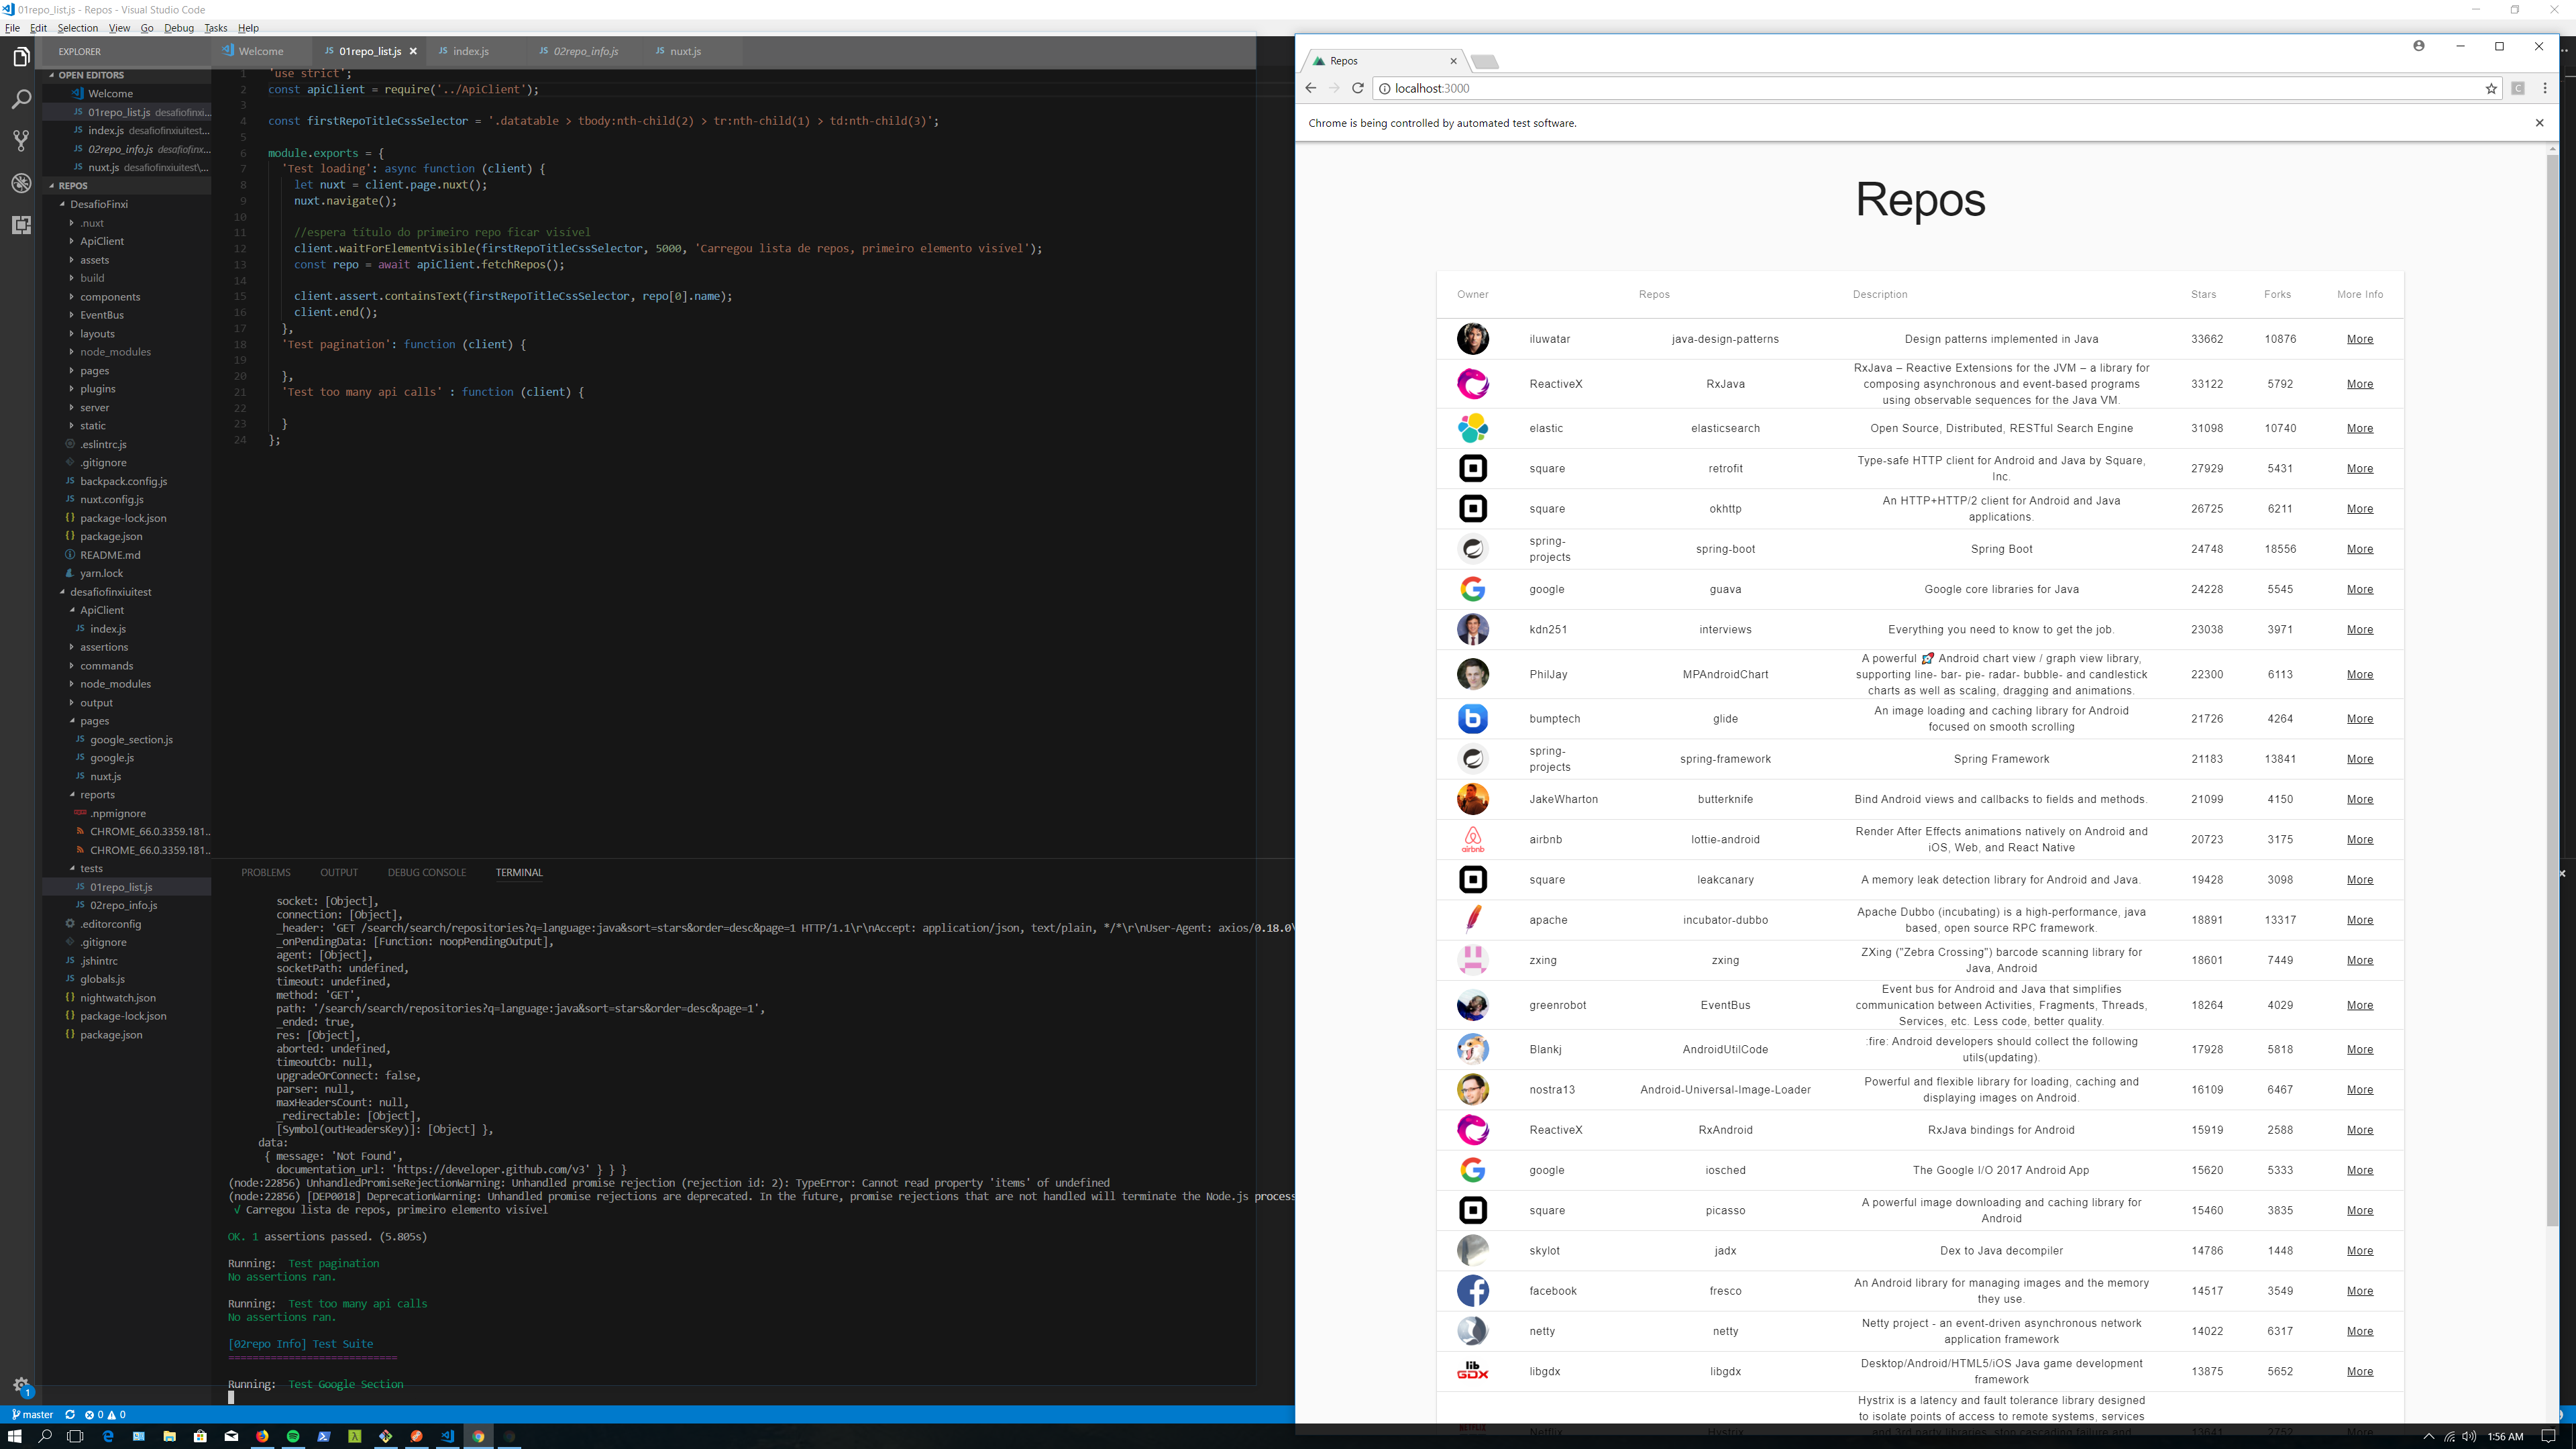 01repo_list.js - Repos - Visual Studio Code
File Edit Selection View Go Debug Tasks Help
EXPLORER
OPEN EDITORS
Welcome
01repo_list.js desafiofinxi...
index.js desafiofinxiuitest...
02repo_info.js desafiofinx...
nuxt.js desafiofinxiuitest\...
REPOS
DesafioFinxi
.nuxt
ApiClient
assets
build
components
EventBus
layouts
node_modules
pages
plugins
server
static
.eslintrc.js
.gitignore
backpack.config.js
nuxt.config.js
package-lock.json
package.json
README.md
yarn.lock
desafiofinxiuitest
ApiClient
index.js
assertions
commands
node_modules
output
pages
google_section.js
google.js
nuxt.js
reports
.npmignore
CHROME_66.0.3359.181...
CHROME_66.0.3359.181...
tests
01repo_list.js
02repo_info.js
.editorconfig
.gitignore
.jshintrc
globals.js
nightwatch.json
package-lock.json
package.json
Welcome 01repo_list.js index.js 02repo_info.js nuxt.js
1 'use strict';
2 const apiClient = require('../ApiClient');
3
4 const firstRepoTitleCssSelector = '.datatable > tbody:nth-child(2) > tr:nth-child(1) > td:nth-child(3)';
5
6 module.exports = {
7 'Test loading': async function (client) {
8 let nuxt = client.page.nuxt();
9 nuxt.navigate();
10
11 //espera título do primeiro repo ficar visível
12 client.waitForElementVisible(firstRepoTitleCssSelector, 5000, 'Carregou lista de repos, primeiro elemento visível');
13 const repo = await apiClient.fetchRepos();
14
15 client.assert.containsText(firstRepoTitleCssSelector, repo[0].name);
16 client.end();
17 },
18 'Test pagination': function (client) {
19
20 },
21 'Test too many api calls' : function (client) {
22
23 }
24 };
PROBLEMS OUTPUT DEBUG CONSOLE TERMINAL
socket: [Object],
connection: [Object],
_header: 'GET /search/search/repositories?q=language:java&sort=stars&order=desc&page=1 HTTP/1.1\r\nAccept: application/json, text/plain, */*\r\nUser-Agent: axios/0.18.0\
_onPendingData: [Function: noopPendingOutput],
agent: [Object],
socketPath: undefined,
timeout: undefined,
method: 'GET',
path: '/search/search/repositories?q=language:java&sort=stars&order=desc&page=1',
_ended: true,
res: [Object],
aborted: undefined,
timeoutCb: null,
upgradeOrConnect: false,
parser: null,
maxHeadersCount: null,
_redirectable: [Object],
[Symbol(outHeadersKey)]: [Object] },
data:
{ message: 'Not Found',
documentation_url: 'https://developer.github.com/v3' } } }
(node:22856) UnhandledPromiseRejectionWarning: Unhandled promise rejection (rejection id: 2): TypeError: Cannot read property 'items' of undefined
(node:22856) [DEP0018] DeprecationWarning: Unhandled promise rejections are deprecated. In the future, promise rejections that are not handled will terminate the Node.js process
√ Carregou lista de repos, primeiro elemento visível
OK. 1 assertions passed. (5.805s)
Running: Test pagination
No assertions ran.
Running: Test too many api calls
No assertions ran.
[02repo Info] Test Suite
============================
Running: Test Google Section
master 0 0
1
Repos
localhost:3000
Chrome is being controlled by automated test software.
Repos
Owner Repos Description Stars Forks More Info
iluwatar java-design-patterns Design patterns implemented in Java 33662 10876 More
ReactiveX RxJava RxJava – Reactive Extensions for the JVM – a library for
composing asynchronous and event-based programs
using observable sequences for the Java VM. 33122 5792 More
elastic elasticsearch Open Source, Distributed, RESTful Search Engine 31098 10740 More
square retrofit Type-safe HTTP client for Android and Java by Square,
Inc. 27929 5431 More
square okhttp An HTTP+HTTP/2 client for Android and Java
applications. 26725 6211 More
spring-
projects spring-boot Spring Boot 24748 18556 More
google guava Google core libraries for Java 24228 5545 More
kdn251 interviews Everything you need to know to get the job. 23038 3971 More
PhilJay MPAndroidChart A powerful 🚀 Android chart view / graph view library,
supporting line- bar- pie- radar- bubble- and candlestick
charts as well as scaling, dragging and animations. 22300 6113 More
bumptech glide An image loading and caching library for Android
focused on smooth scrolling 21726 4264 More
spring-
projects spring-framework Spring Framework 21183 13841 More
JakeWharton butterknife Bind Android views and callbacks to fields and methods. 21099 4150 More
airbnb airbnb lottie-android Render After Effects animations natively on Android and
iOS, Web, and React Native 20723 3175 More
square leakcanary A memory leak detection library for Android and Java. 19428 3098 More
apache incubator-dubbo Apache Dubbo (incubating) is a high-performance, java
based, open source RPC framework. 18891 13317 More
zxing zxing ZXing ("Zebra Crossing") barcode scanning library for
Java, Android 18601 7449 More
greenrobot EventBus Event bus for Android and Java that simplifies
communication between Activities, Fragments, Threads,
Services, etc. Less code, better quality. 18264 4029 More
Blankj AndroidUtilCode :fire: Android developers should collect the following
utils(updating). 17928 5818 More
nostra13 Android-Universal-Image-Loader Powerful and flexible library for loading, caching and
displaying images on Android. 16109 6467 More
ReactiveX RxAndroid RxJava bindings for Android 15919 2588 More
google iosched The Google I/O 2017 Android App 15620 5333 More
square picasso A powerful image downloading and caching library for
Android 15460 3835 More
skylot jadx Dex to Java decompiler 14786 1448 More
facebook fresco An Android library for managing images and the memory
they use. 14517 3549 More
netty netty Netty project - an event-driven asynchronous network
application framework 14022 6317 More
lib GDX libgdx libgdx Desktop/Android/HTML5/iOS Java game development
framework 13875 5652 More
Hystrix is a latency and fault tolerance library designed
to isolate points of access to remote systems, services
Netflix Hystrix and 3rd party libraries, stop cascading failure and 13641 2752 More
1:56 AM